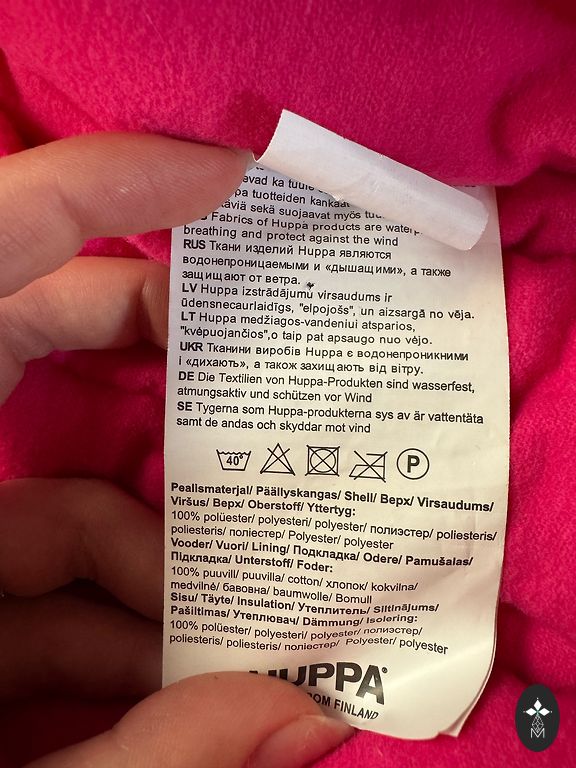 evad ka tuule
pa tuotteiden kankaat
täviä sekä suojaavat myös tuu
Fabrics of Huppa products are waterp
breathing and protect against the wind
RUS Ткани изделий Huppa являются
водонепроницаемыми и «дышащими», а также
защищают от ветра.
LV Huppa izstrādājumu virsaudums ir
ūdensnecaurlaidīgs, "elpojošs", un aizsargā no vēja.
LT Huppa medžiagos-vandeniui atsparios,
"kvėpuojančios",o taip pat apsaugo nuo vėjo.
UKR Тканини виробів Huppa є водонепроникними
і «дихають», а також захищають від вітру.
DE Die Textilien von Huppa-Produkten sind wasserfest,
atmungsaktiv und schützen vor Wind
SE Tygerna som Huppa-produkterna sys av är vattentäta
samt de andas och skyddar mot vind
40° P
Pealismaterjal/ Päällyskangas/ Shell/ Верх/ Virsaudums/
Viršus/ Верх/ Oberstoff/ Yttertyg:
100% polüester/ polyesteri/ polyester/ полиэстер/ poliesteris/
poliesteris/ поліестер/ Polyester/ polyester
Vooder/ Vuori/ Lining/ Подкладка/ Odere/ Pamušalas/
Підкладка/ Unterstoff/ Foder:
100% puuvill/ puuvilla/ cotton/ хлопок/ kokvilna/
medvilnė/ бавовна/ baumwolle/ Bomull
Sisu/ Täyte/ Insulation/ Утеплитель/ Siltinājums/
Pašiltimas/ Утеплювач/ Dämmung/ Isolering:
100% polüester/ polyesteri/ polyester/ полиэстер/
poliesteris/ poliesteris/ поліестер/ Polyester/ polyester
HUPPA
ROM FINLAND
M